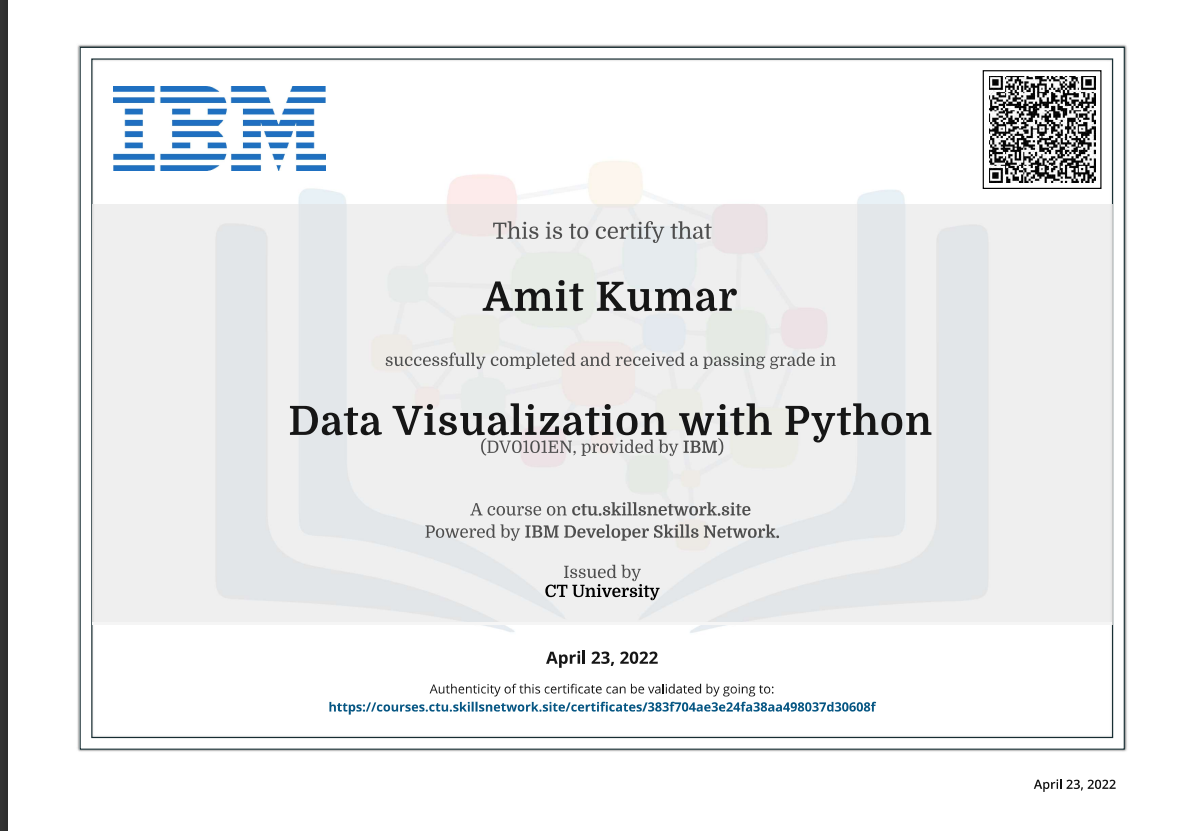 IBM
This is to certify that
Amit Kumar
successfully completed and received a passing grade in
Data Visualization with Python
(DV0101EN, provided by IBM)
A course on ctu.skillsnetwork.site
Powered by IBM Developer Skills Network.
Issued by
CT University
April 23, 2022
Authenticity of this certificate can be validated by going to:
https://courses.ctu.skillsnetwork.site/certificates/383f704ae3e24fa38aa498037d30608f
April 23, 2022